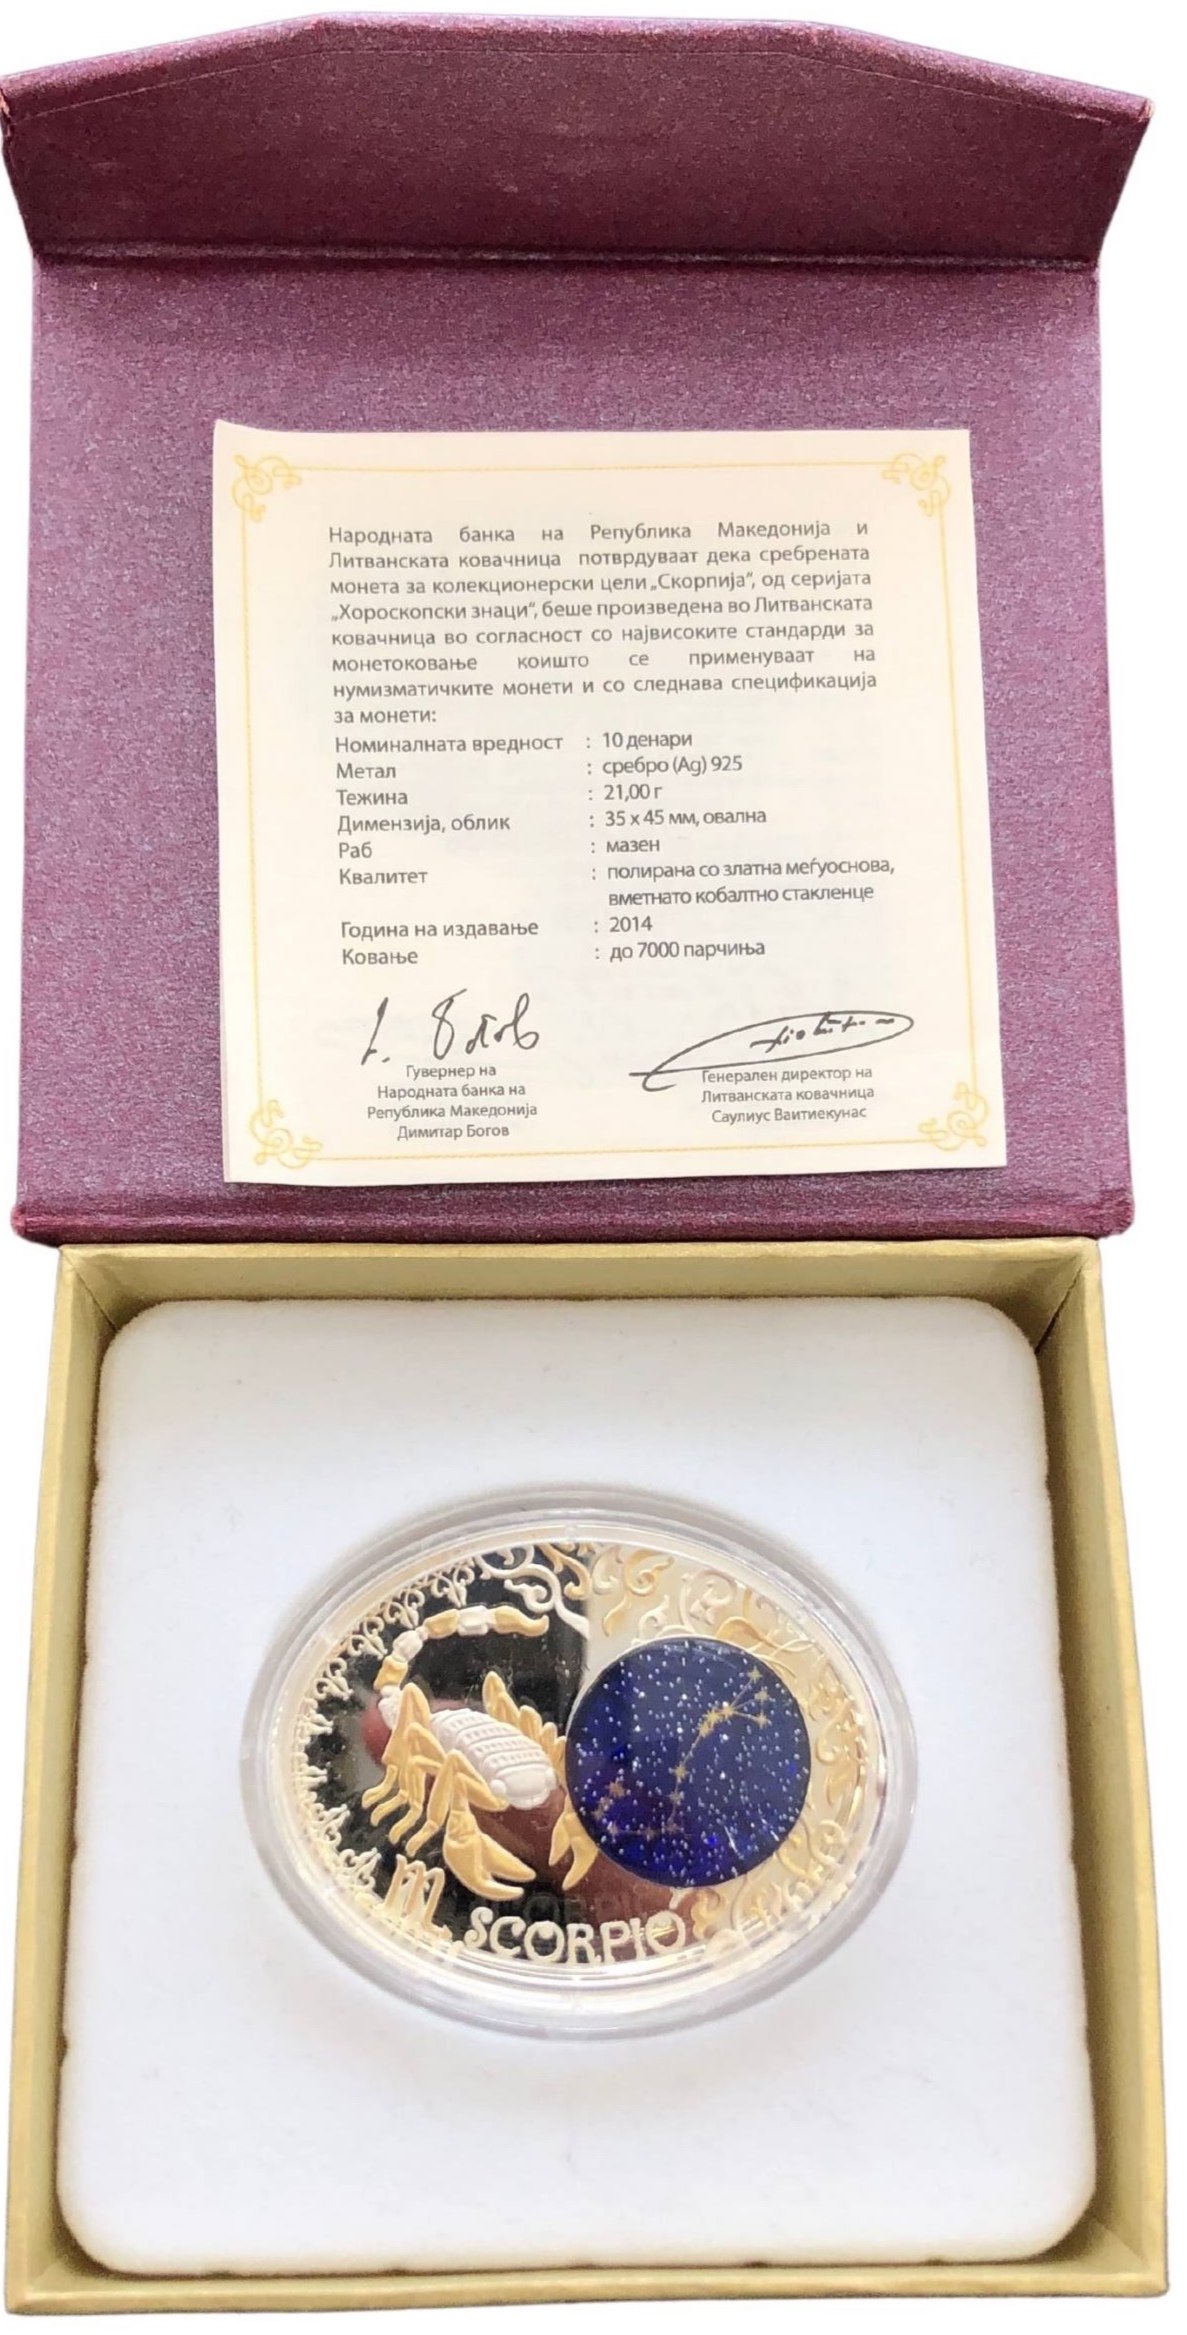 Народната банка на Република Македонија и
Литванската ковачница потврдуваат дека сребрената
монета за колекционерски цели „Скорпија“, од серијата
„Хороскопски знаци“, беше произведена во Литванската
ковачница во согласност со највисоките стандарди за
монетоковање коишто се применуваат на
нумизматичките монети и со следнава спецификација
за монети:
Номиналната вредност : 10 денари
Метал : сребро (Ag) 925
Тежина : 21,00 г
Димензија, облик : 35 x 45 мм, овална
Раб : мазен
Квалитет : полирана со златна меѓуоснова,
вметнато кобалтно стакленце
Година на издавање : 2014
Ковање : до 7000 парчиња
Гувернер на
Народната банка на
Република Македонија
Димитар Богов
Генерален директор на
Литванската ковачница
Саулиус Ваитиекунас
SCORPIO